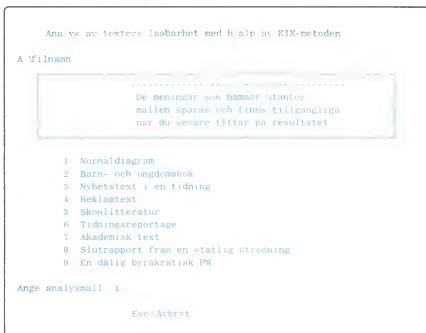 Analys av texters läsbarhet med hjälp av KIX-metoden
A \filnamn
De meningar som hamnar utanför
mallen sparas och finns tillgängliga
när du senare tittar på resultatet
1 Normaldiagram
2 Barn- och ungdomsbok
3 Nyhetstext i en tidning
4 Reklamtext
5 Skönlitteratur
6 Tidningsreportage
7 Akademisk text
8 Slutrapport från en statlig utredning
9 En dålig byråkratisk PM
Ange analysmall 1
Esc Avbryt